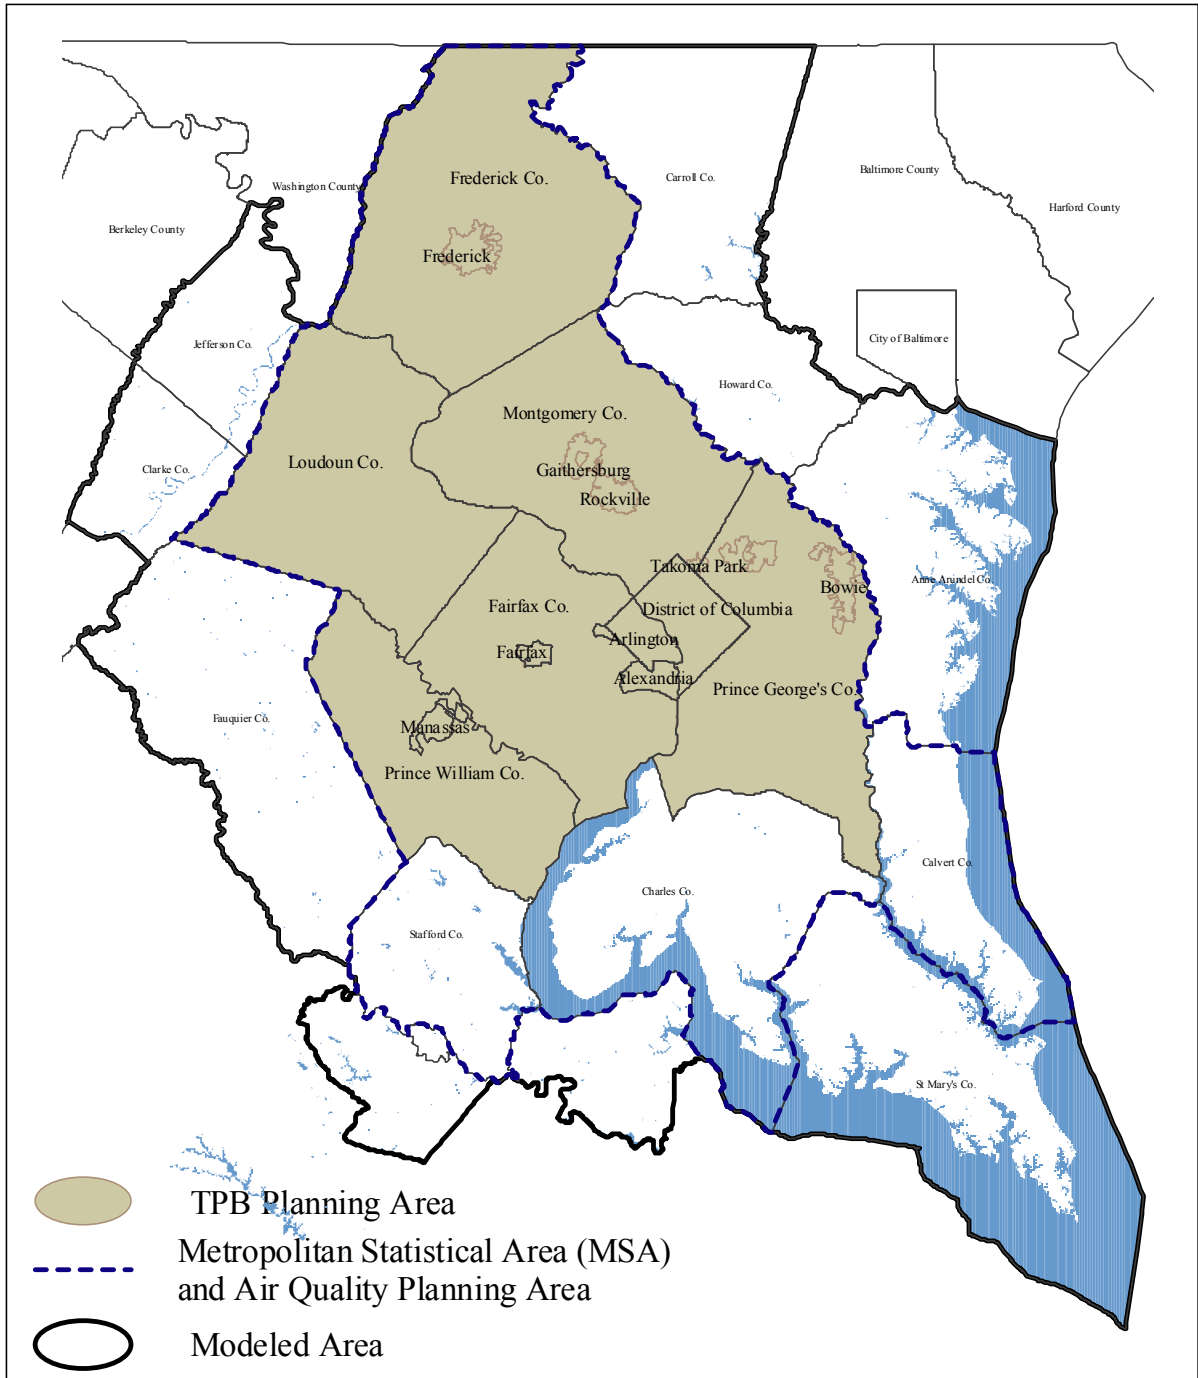 Frederick Co.
Carroll Co.
Baltimore County
Washington County
Harford County
Berkeley County
Frederick
City of Baltimore
Jefferson Co.
Howard Co.
Montgomery Co.
Loudoun Co.
Clarke Co.
Gaithersburg
Rockville
Takoma Park
Anne Arundel Co.
Bowie
Fairfax Co.
District of Columbia
Arlington
Fairfax
Alexandria
Prince George's Co.
Fauquier Co.
Manassas
Prince William Co.
Calvert Co.
Charles Co.
Stafford Co.
St Mary's Co.
TPB Planning Area
Metropolitan Statistical Area (MSA)
and Air Quality Planning Area
Modeled Area